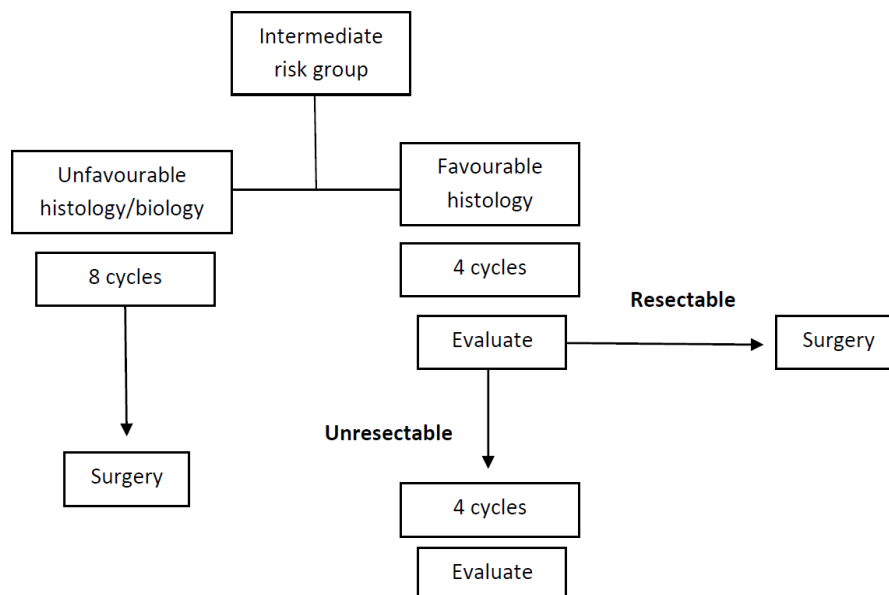 Intermediate
risk group
Unfavourable
histology/biology
Favourable
histology
8 cycles
4 cycles
Resectable
Evaluate
Surgery
Unresectable
Surgery
4 cycles
Evaluate